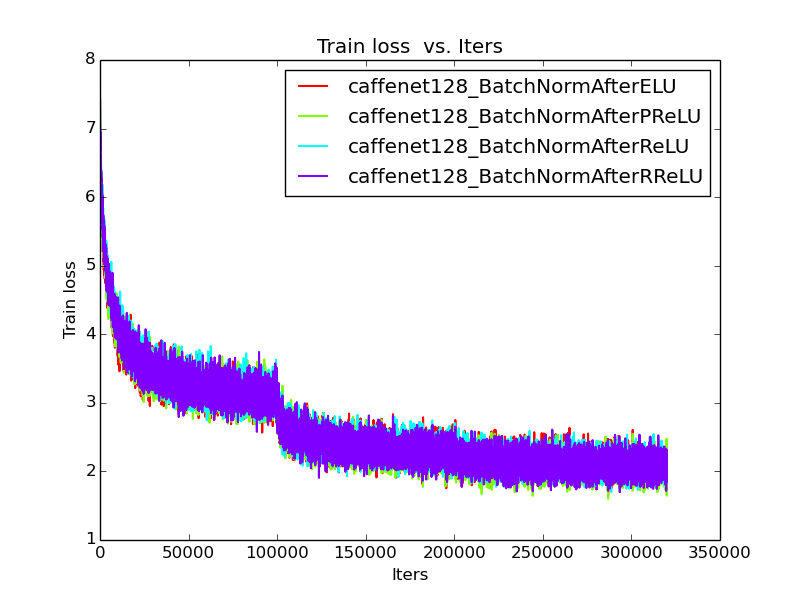 Train loss  vs. Iters
8
7
6
5
4
3
2
1
Train loss
caffenet128_BatchNormAfterELU
caffenet128_BatchNormAfterPReLU
caffenet128_BatchNormAfterReLU
caffenet128_BatchNormAfterRReLU
0 50000 100000 150000 200000 250000 300000 350000
Iters